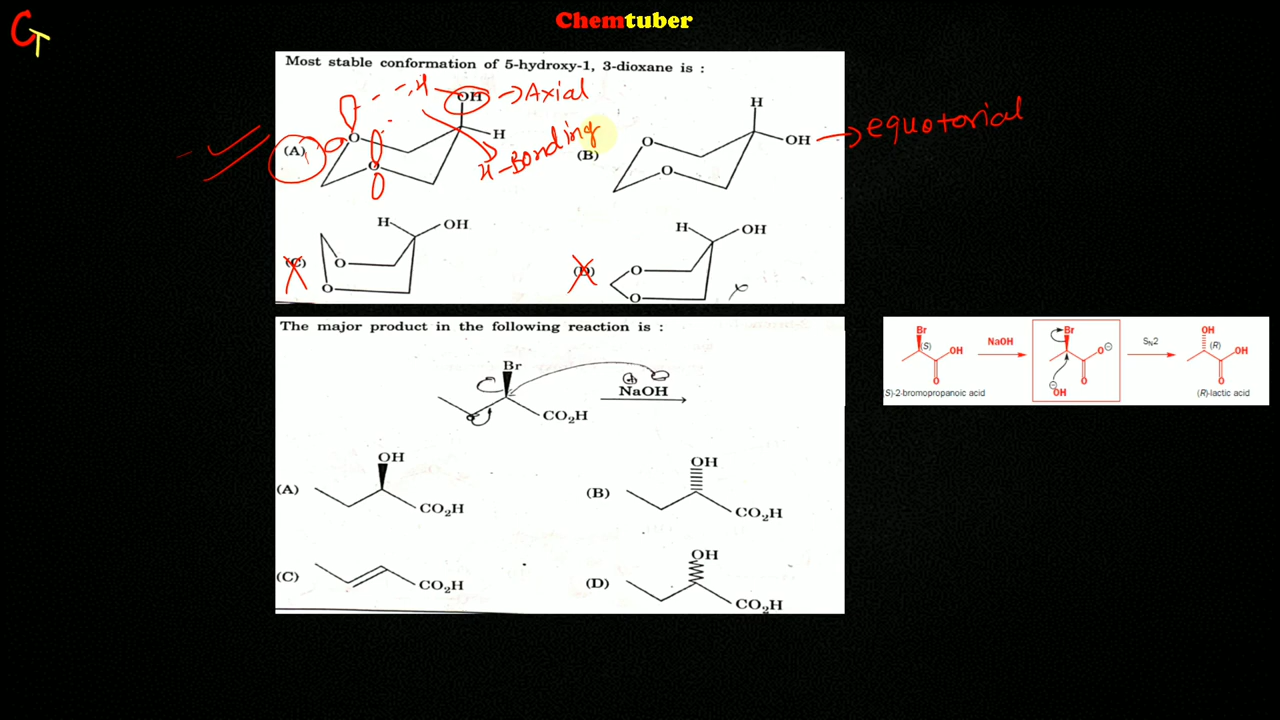 CT
Chemtuber
Most stable conformation of 5-hydroxy-1, 3-dioxane is :
H
OH → Axial
O
H
(A)
O
H-Bonding
H
O
OH → equotorial
(B)
O
H
OH
(C)
O
O
H
OH
(D)
O
O
The major product in the following reaction is :
Br
NaOH
CO₂H
OH
(A)
CO₂H
OH
(B)
CO₂H
(C)
CO₂H
OH
(D)
CO₂H
Br
(S)
OH
O
NaOH
Br
O⊖
O
⊖OH
SN2
OH
(R)
OH
O
(S)-2-bromopropanoic acid
(R)-lactic acid